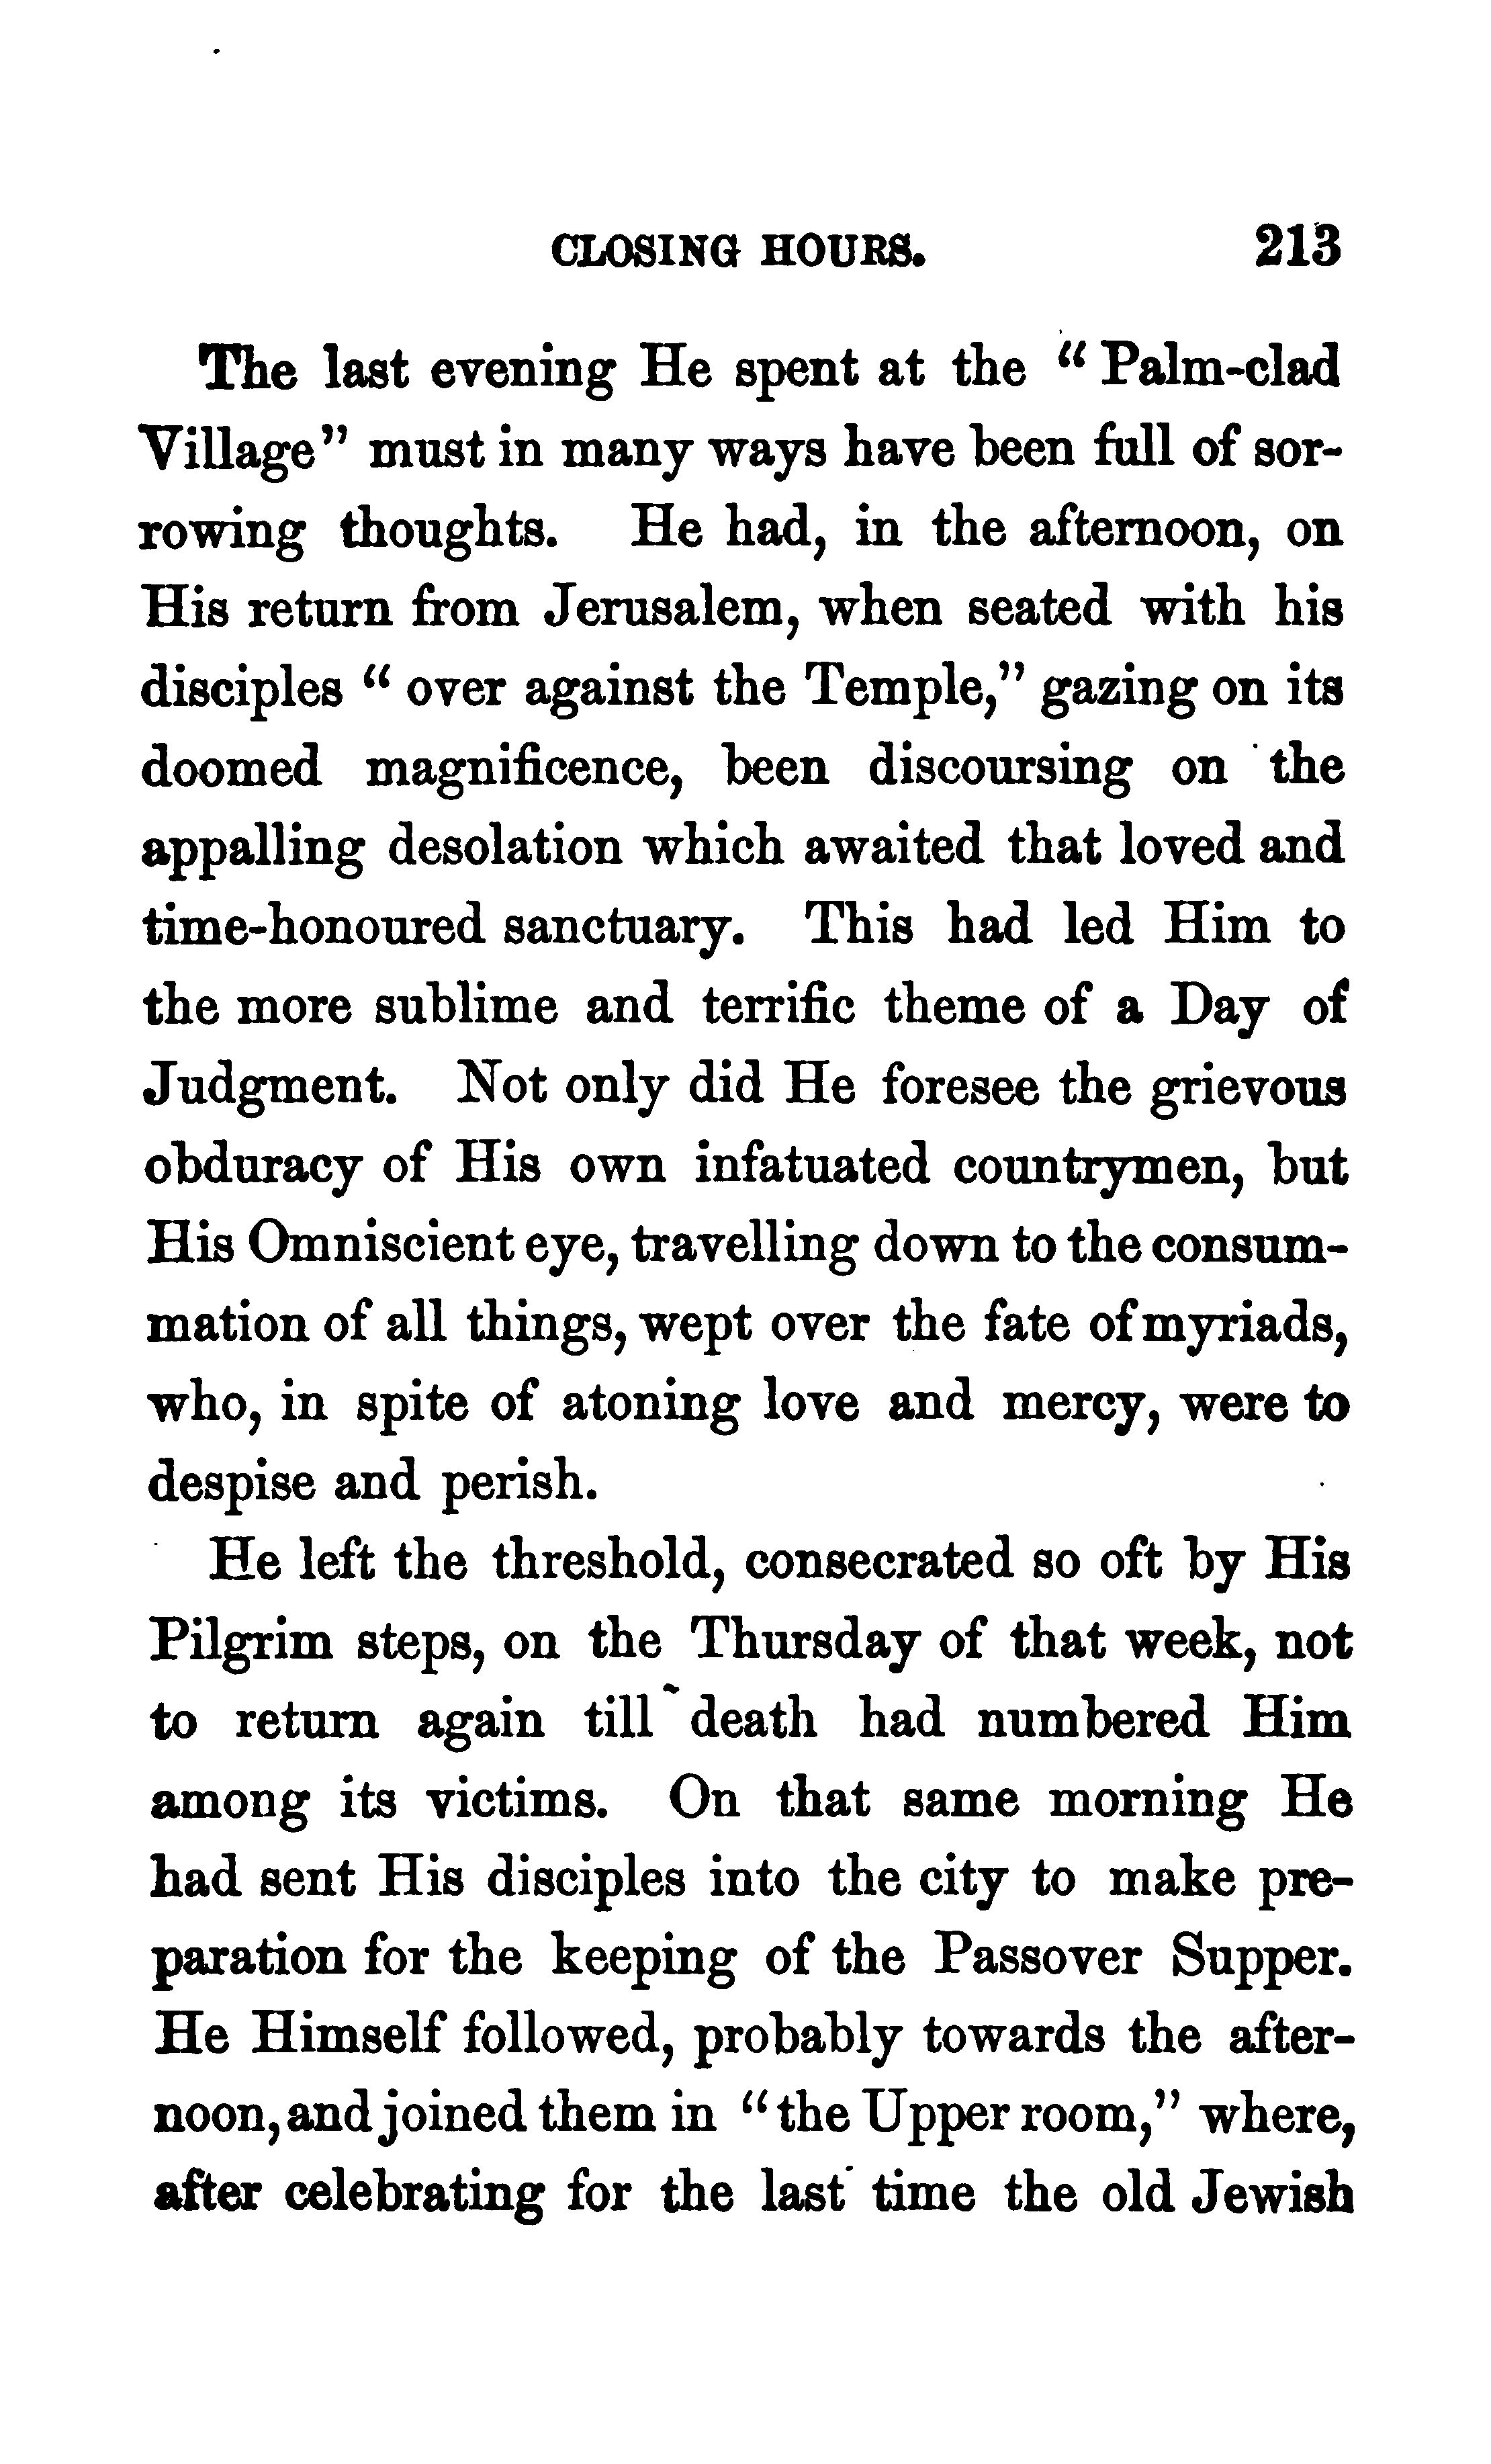 CLOSING HOURS. 213
The last evening He spent at the “ Palm-clad
Village” must in many ways have been full of sor-
rowing thoughts. He had, in the afternoon, on
His return from Jerusalem, when seated with his
disciples “ over against the Temple,” gazing on its
doomed magnificence, been discoursing on the
appalling desolation which awaited that loved and
time-honoured sanctuary. This had led Him to
the more sublime and terrific theme of a Day of
Judgment. Not only did He foresee the grievous
obduracy of His own infatuated countrymen, but
His Omniscient eye, travelling down to the consum-
mation of all things, wept over the fate of myriads,
who, in spite of atoning love and mercy, were to
despise and perish.
He left the threshold, consecrated so oft by His
Pilgrim steps, on the Thursday of that week, not
to return again till death had numbered Him
among its victims. On that same morning He
had sent His disciples into the city to make pre-
paration for the keeping of the Passover Supper.
He Himself followed, probably towards the after-
noon, and joined them in “the Upper room,” where,
after celebrating for the last time the old Jewish